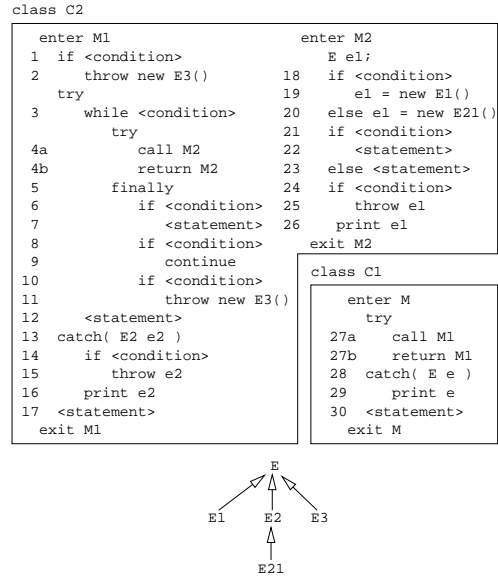 class C2
enter M1
1 if <condition>
2 throw new E3()
try
3 while <condition>
try
4a call M2
4b return M2
5 finally
6 if <condition>
7 <statement>
8 if <condition>
9 continue
10 if <condition>
11 throw new E3()
12 <statement>
13 catch( E2 e2 )
14 if <condition>
15 throw e2
16 print e2
17 <statement>
exit M1
enter M2
E e1;
18 if <condition>
19 e1 = new E1()
20 else e1 = new E21()
21 if <condition>
22 <statement>
23 else <statement>
24 if <condition>
25 throw e1
26 print e1
exit M2
class C1
enter M
try
27a call M1
27b return M1
28 catch( E e )
29 print e
30 <statement>
exit M
E
E1 E2 E3
E21